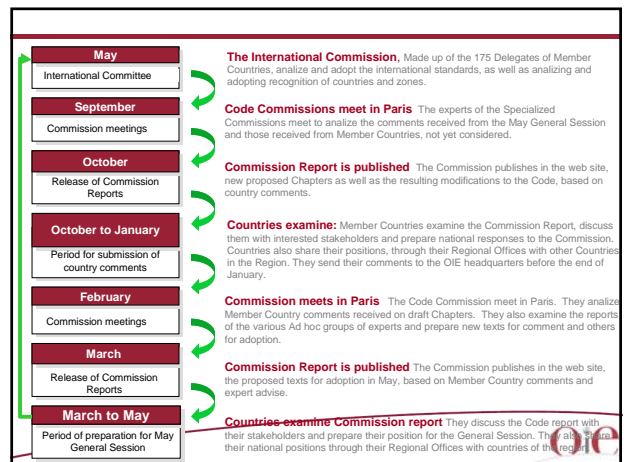 May
International Committee
The International Commission, Made up of the 175 Delegates of Member
Countries, analize and adopt the international standards, as well as analizing and
adopting recognition of countries and zones.
September
Commission meetings
Code Commissions meet in Paris The experts of the Specialized
Commissions meet to analize the comments received from the May General Session
and those received from Member Countries, not yet considered.
October
Release of Commission
Reports
Commission Report is published The Commission publishes in the web site,
new proposed Chapters as well as the resulting modifications to the Code, based on
country comments.
October to January
Period for submission of
country comments
Countries examine: Member Countries examine the Commission Report, discuss
them with interested stakeholders and prepare national responses to the Commission.
Countries also share their positions, through their Regional Offices with other Countries
in the Region. They send their comments to the OIE headquarters before the end of
January.
February
Commission meetings
Commission meets in Paris The Code Commission meet in Paris. They analize
Member Country comments received on draft Chapters. They also examine the reports
of the various Ad hoc groups of experts and prepare new texts for comment and others
for adoption.
March
Release of Commission
Reports
Commission Report is published The Commission publishes in the web site,
the proposed texts for adoption in May, based on Member Country comments and
expert advise.
March to May
Period of preparation for May
General Session
Countries examine Commission report They discuss the Code report with
their stakeholders and prepare their position for the General Session. They also share
their national positions through their Regional Offices with countries of the region
Oie